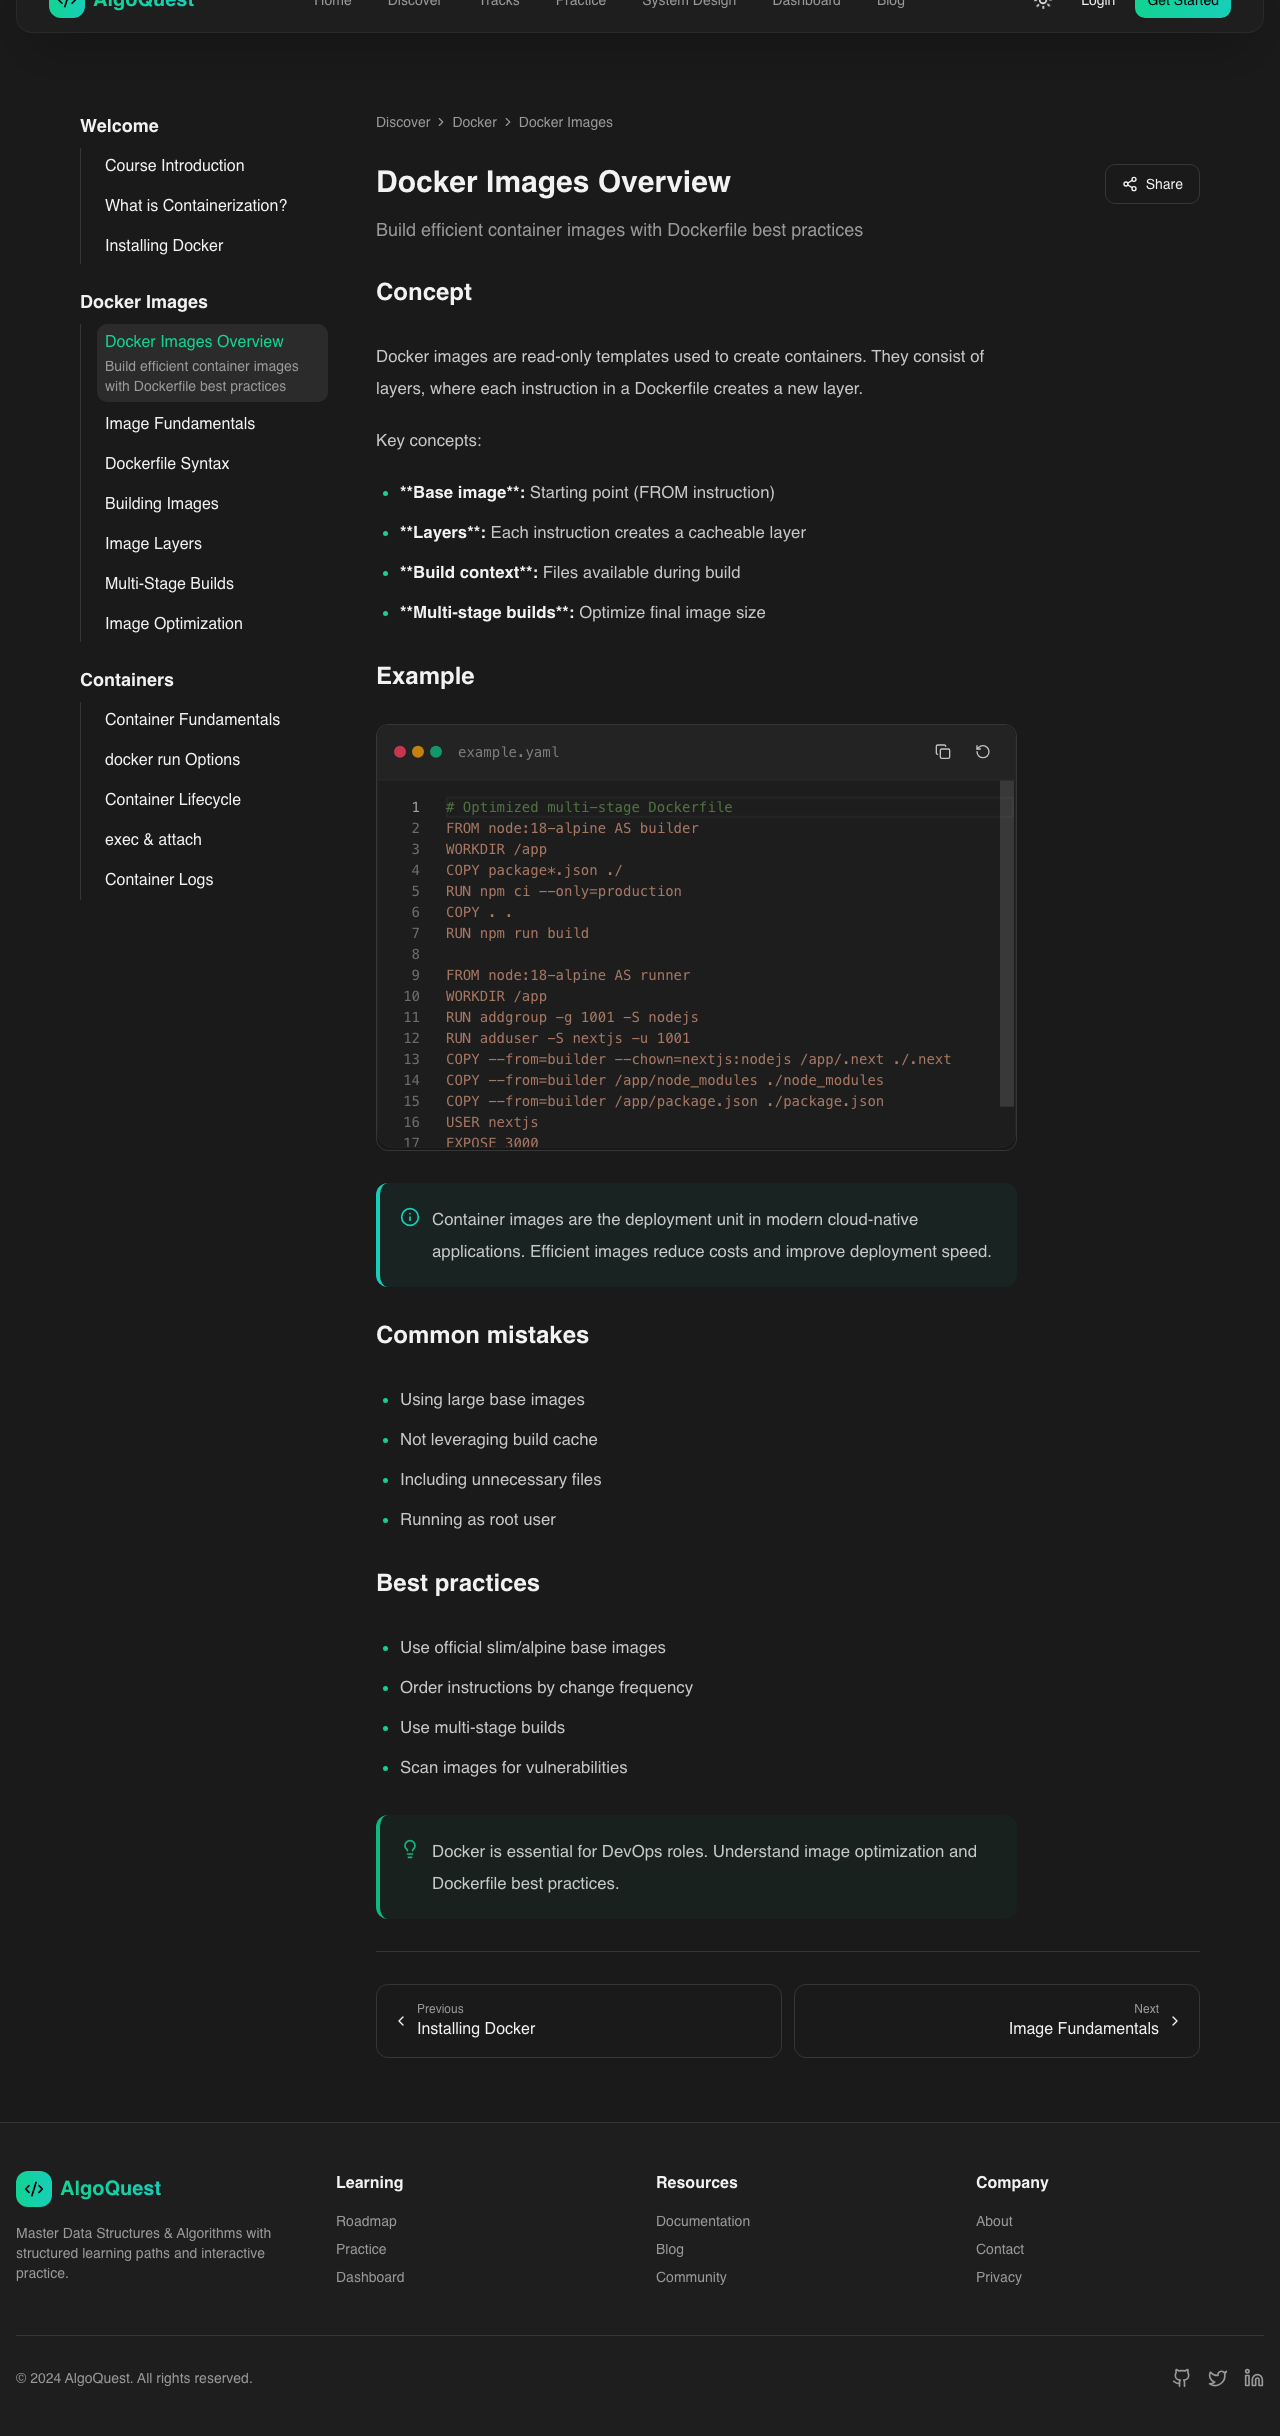 AlgoQuest
Home Discover Tracks Practice System Design Dashboard Blog
Login Get Started
Welcome
Course Introduction
What is Containerization?
Installing Docker
Docker Images
Docker Images Overview
Build efficient container images
with Dockerfile best practices
Image Fundamentals
Dockerfile Syntax
Building Images
Image Layers
Multi-Stage Builds
Image Optimization
Containers
Container Fundamentals
docker run Options
Container Lifecycle
exec & attach
Container Logs
Discover > Docker > Docker Images
Docker Images Overview
Share
Build efficient container images with Dockerfile best practices
Concept
Docker images are read-only templates used to create containers. They consist of
layers, where each instruction in a Dockerfile creates a new layer.
Key concepts:
• **Base image**: Starting point (FROM instruction)
• **Layers**: Each instruction creates a cacheable layer
• **Build context**: Files available during build
• **Multi-stage builds**: Optimize final image size
Example
example.yaml
1 # Optimized multi-stage Dockerfile
2 FROM node:18-alpine AS builder
3 WORKDIR /app
4 COPY package*.json ./
5 RUN npm ci --only=production
6 COPY . .
7 RUN npm run build
8
9 FROM node:18-alpine AS runner
10 WORKDIR /app
11 RUN addgroup -g 1001 -S nodejs
12 RUN adduser -S nextjs -u 1001
13 COPY --from=builder --chown=nextjs:nodejs /app/.next ./.next
14 COPY --from=builder /app/node_modules ./node_modules
15 COPY --from=builder /app/package.json ./package.json
16 USER nextjs
17 EXPOSE 3000
Container images are the deployment unit in modern cloud-native
applications. Efficient images reduce costs and improve deployment speed.
Common mistakes
• Using large base images
• Not leveraging build cache
• Including unnecessary files
• Running as root user
Best practices
• Use official slim/alpine base images
• Order instructions by change frequency
• Use multi-stage builds
• Scan images for vulnerabilities
Docker is essential for DevOps roles. Understand image optimization and
Dockerfile best practices.
Previous
Installing Docker
Next
Image Fundamentals
AlgoQuest
Master Data Structures & Algorithms with
structured learning paths and interactive
practice.
Learning
Roadmap
Practice
Dashboard
Resources
Documentation
Blog
Community
Company
About
Contact
Privacy
© 2024 AlgoQuest. All rights reserved.